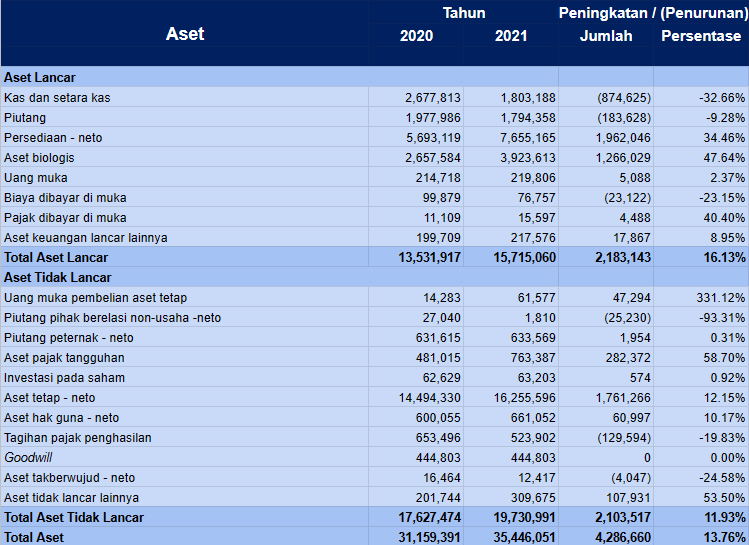 Aset Tahun Peningkatan / (Penurunan)
2020 2021 Jumlah Persentase
Aset Lancar
Kas dan setara kas 2,677,813 1,803,188 (874,625) -32.66%
Piutang 1,977,986 1,794,358 (183,628) -9.28%
Persediaan - neto 5,693,119 7,655,165 1,962,046 34.46%
Aset biologis 2,657,584 3,923,613 1,266,029 47.64%
Uang muka 214,718 219,806 5,088 2.37%
Biaya dibayar di muka 99,879 76,757 (23,122) -23.15%
Pajak dibayar di muka 11,109 15,597 4,488 40.40%
Aset keuangan lancar lainnya 199,709 217,576 17,867 8.95%
Total Aset Lancar 13,531,917 15,715,060 2,183,143 16.13%
Aset Tidak Lancar
Uang muka pembelian aset tetap 14,283 61,577 47,294 331.12%
Piutang pihak berelasi non-usaha -neto 27,040 1,810 (25,230) -93.31%
Piutang peternak - neto 631,615 633,569 1,954 0.31%
Aset pajak tangguhan 481,015 763,387 282,372 58.70%
Investasi pada saham 62,629 63,203 574 0.92%
Aset tetap - neto 14,494,330 16,255,596 1,761,266 12.15%
Aset hak guna - neto 600,055 661,052 60,997 10.17%
Tagihan pajak penghasilan 653,496 523,902 (129,594) -19.83%
Goodwill 444,803 444,803 0 0.00%
Aset takberwujud - neto 16,464 12,417 (4,047) -24.58%
Aset tidak lancar lainnya 201,744 309,675 107,931 53.50%
Total Aset Tidak Lancar 17,627,474 19,730,991 2,103,517 11.93%
Total Aset 31,159,391 35,446,051 4,286,660 13.76%